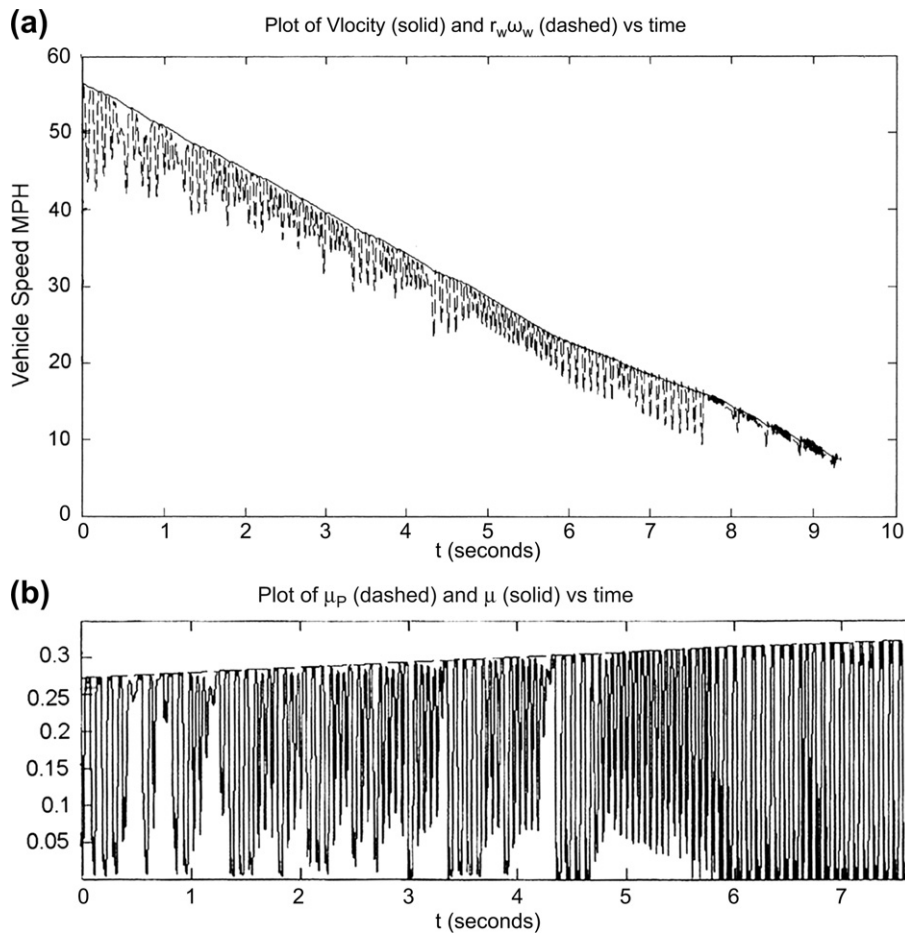 (a)
Plot of Vlocity (solid) and r_wω_w (dashed) vs time
60
50
40
30
20
10
0
Vehicle Speed MPH
0 1 2 3 4 5 6 7 8 9 10
t (seconds)
(b)
Plot of μ_P (dashed) and μ (solid) vs time
0.3
0.25
0.2
0.15
0.1
0.05
0 1 2 3 4 5 6 7
t (seconds)